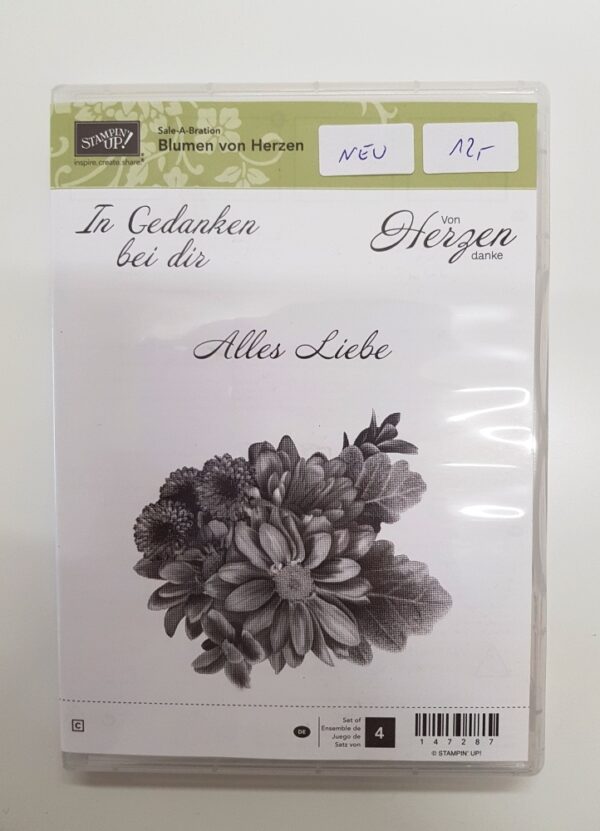 STAMPIN' UP!®
inspire.create.share.®
Sale-A-Bration
Blumen von Herzen
NEU
12,-
In Gedanken
bei dir
Von
Herzen
danke
Alles Liebe
C
DE
Set of
Ensemble de
Juego de
Satz von
4
147287
© STAMPIN' UP!